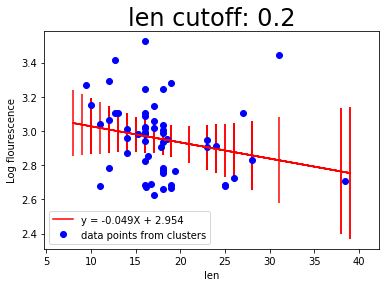 len cutoff: 0.2
Log flourescence
3.4
3.2
3.0
2.8
2.6
2.4
y = -0.049X + 2.954
data points from clusters
5
10
15
20
25
30
35
40
len